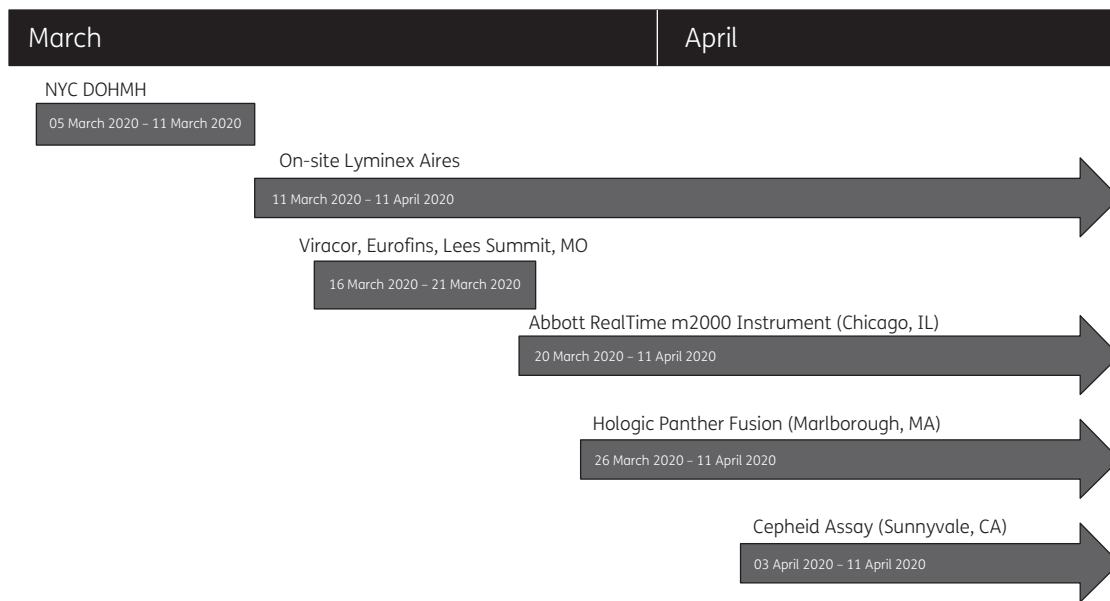 March
April
NYC DOHMH
05 March 2020 – 11 March 2020
On-site Lyminex Aires
11 March 2020 – 11 April 2020
Viracor, Eurofins, Lees Summit, MO
16 March 2020 – 21 March 2020
Abbott RealTime m2000 Instrument (Chicago, IL)
20 March 2020 – 11 April 2020
Hologic Panther Fusion (Marlborough, MA)
26 March 2020 – 11 April 2020
Cepheid Assay (Sunnyvale, CA)
03 April 2020 – 11 April 2020